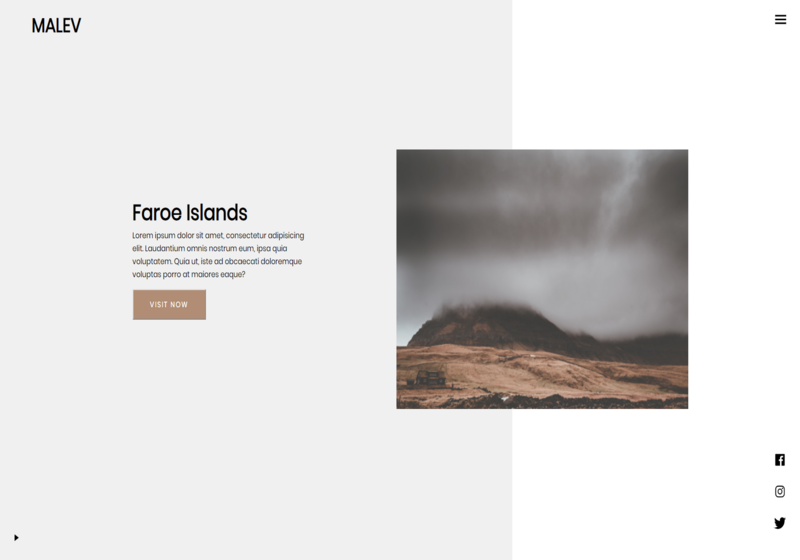 MALEV
Faroe Islands
Lorem ipsum dolor sit amet, consectetur adipisicing
elit. Laudantium omnis nostrum eum, ipsa quia
voluptatem. Quia ut, iste ad obcaecati doloremque
voluptas porro at maiores eaque?
VISIT NOW